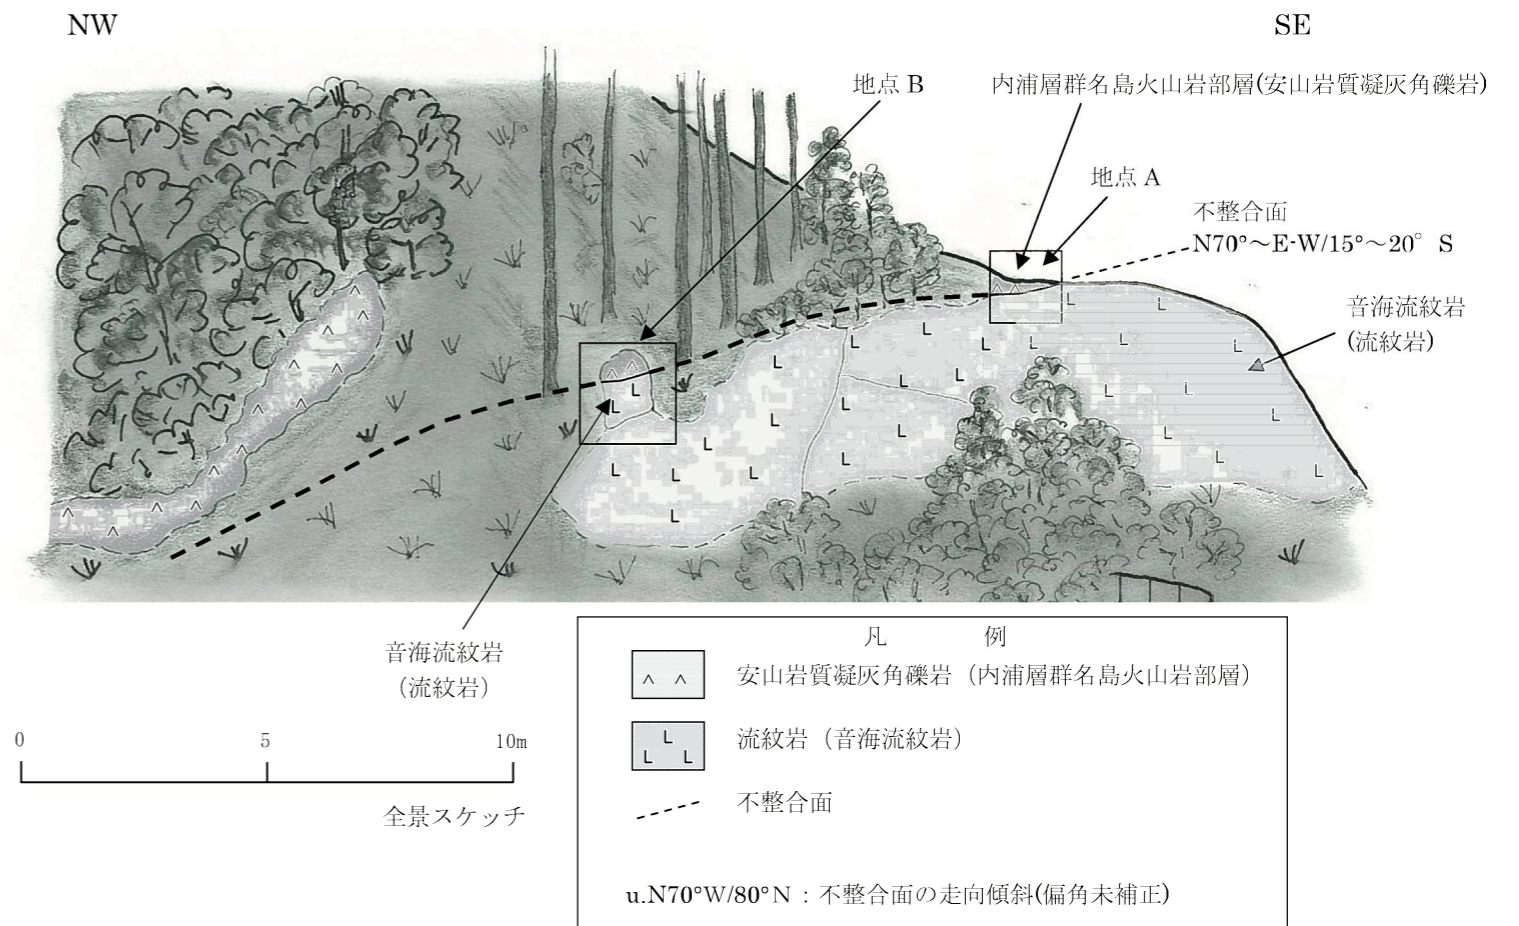 NW
SE
地点 B
内浦層群名島火山岩部層(安山岩質凝灰角礫岩)
地点 A
不整合面
N70°～E-W/15°～20° S
音海流紋岩
(流紋岩)
音海流紋岩
(流紋岩)
0 5 10m
全景スケッチ
凡 例
安山岩質凝灰角礫岩（内浦層群名島火山岩部層）
流紋岩（音海流紋岩）
不整合面
u.N70°W/80°N：不整合面の走向傾斜(偏角未補正)